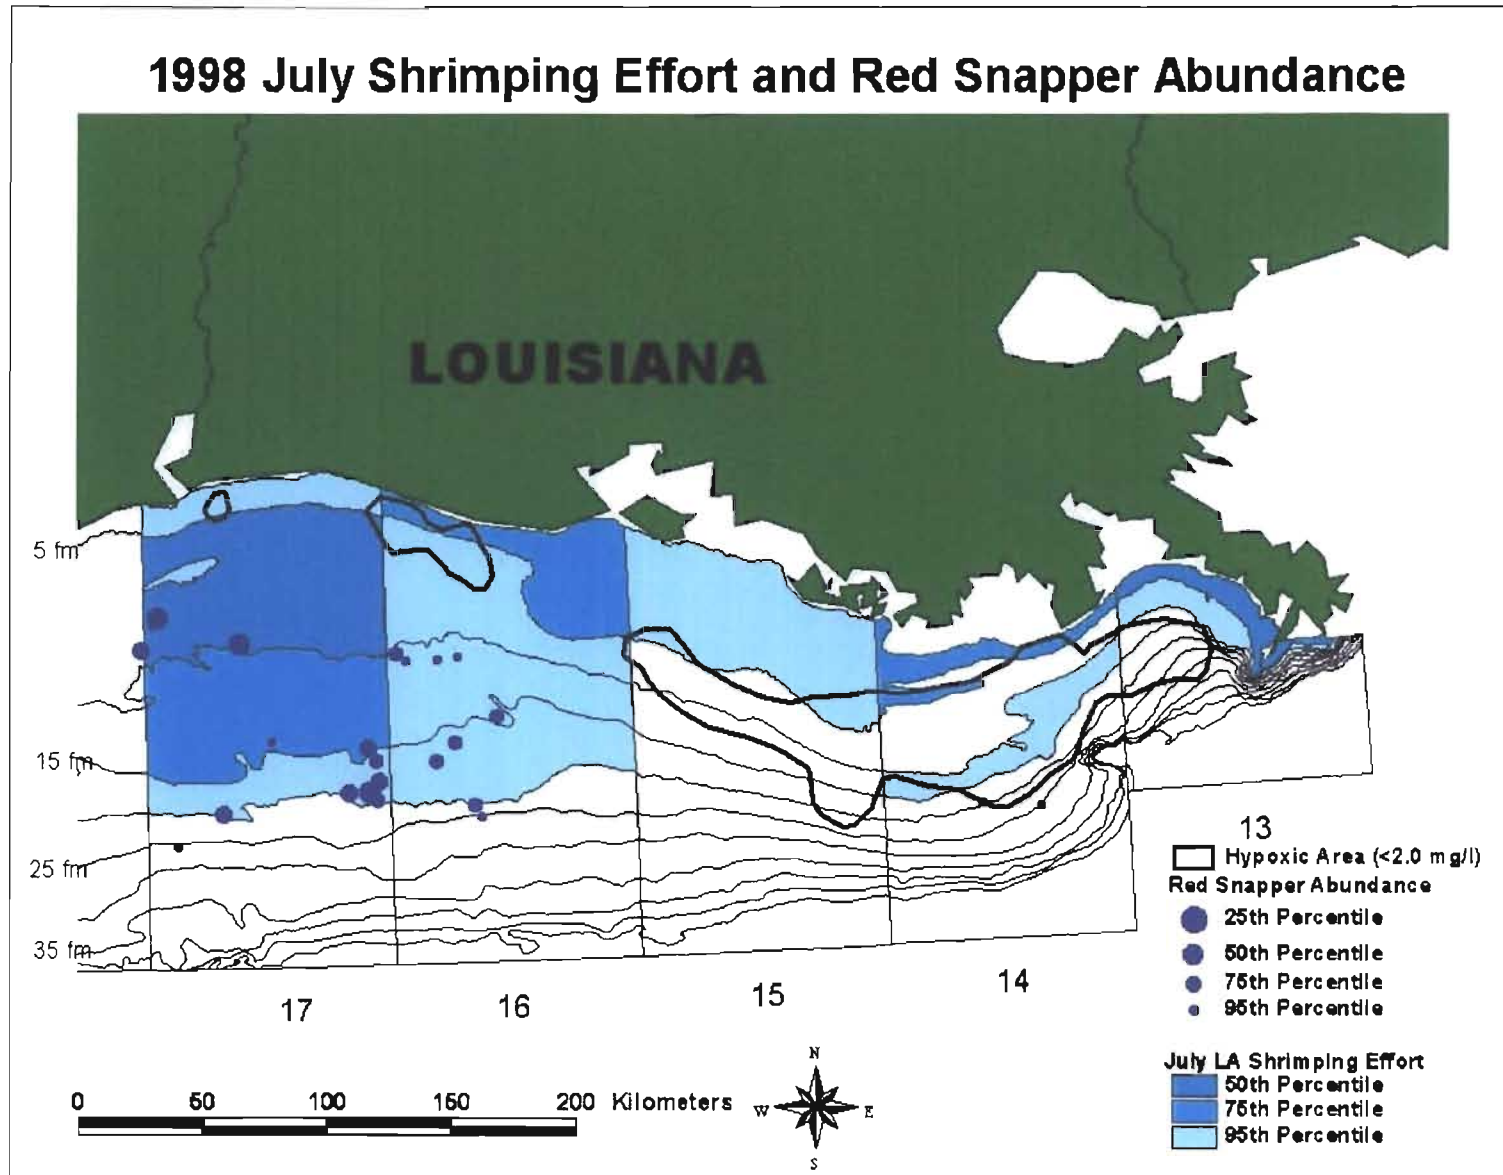 1998 July Shrimping Effort and Red Snapper Abundance
LOUISIANA
5 fm
15 fm
25 fm
35 fm
17
16
15
14
13
Hypoxic Area (<2.0 mg/l)
Red Snapper Abundance
25th Percentile
50th Percentile
75th Percentile
95th Percentile
July LA Shrimping Effort
50th Percentile
75th Percentile
95th Percentile
0 50 100 150 200 Kilometers
N
W E
S